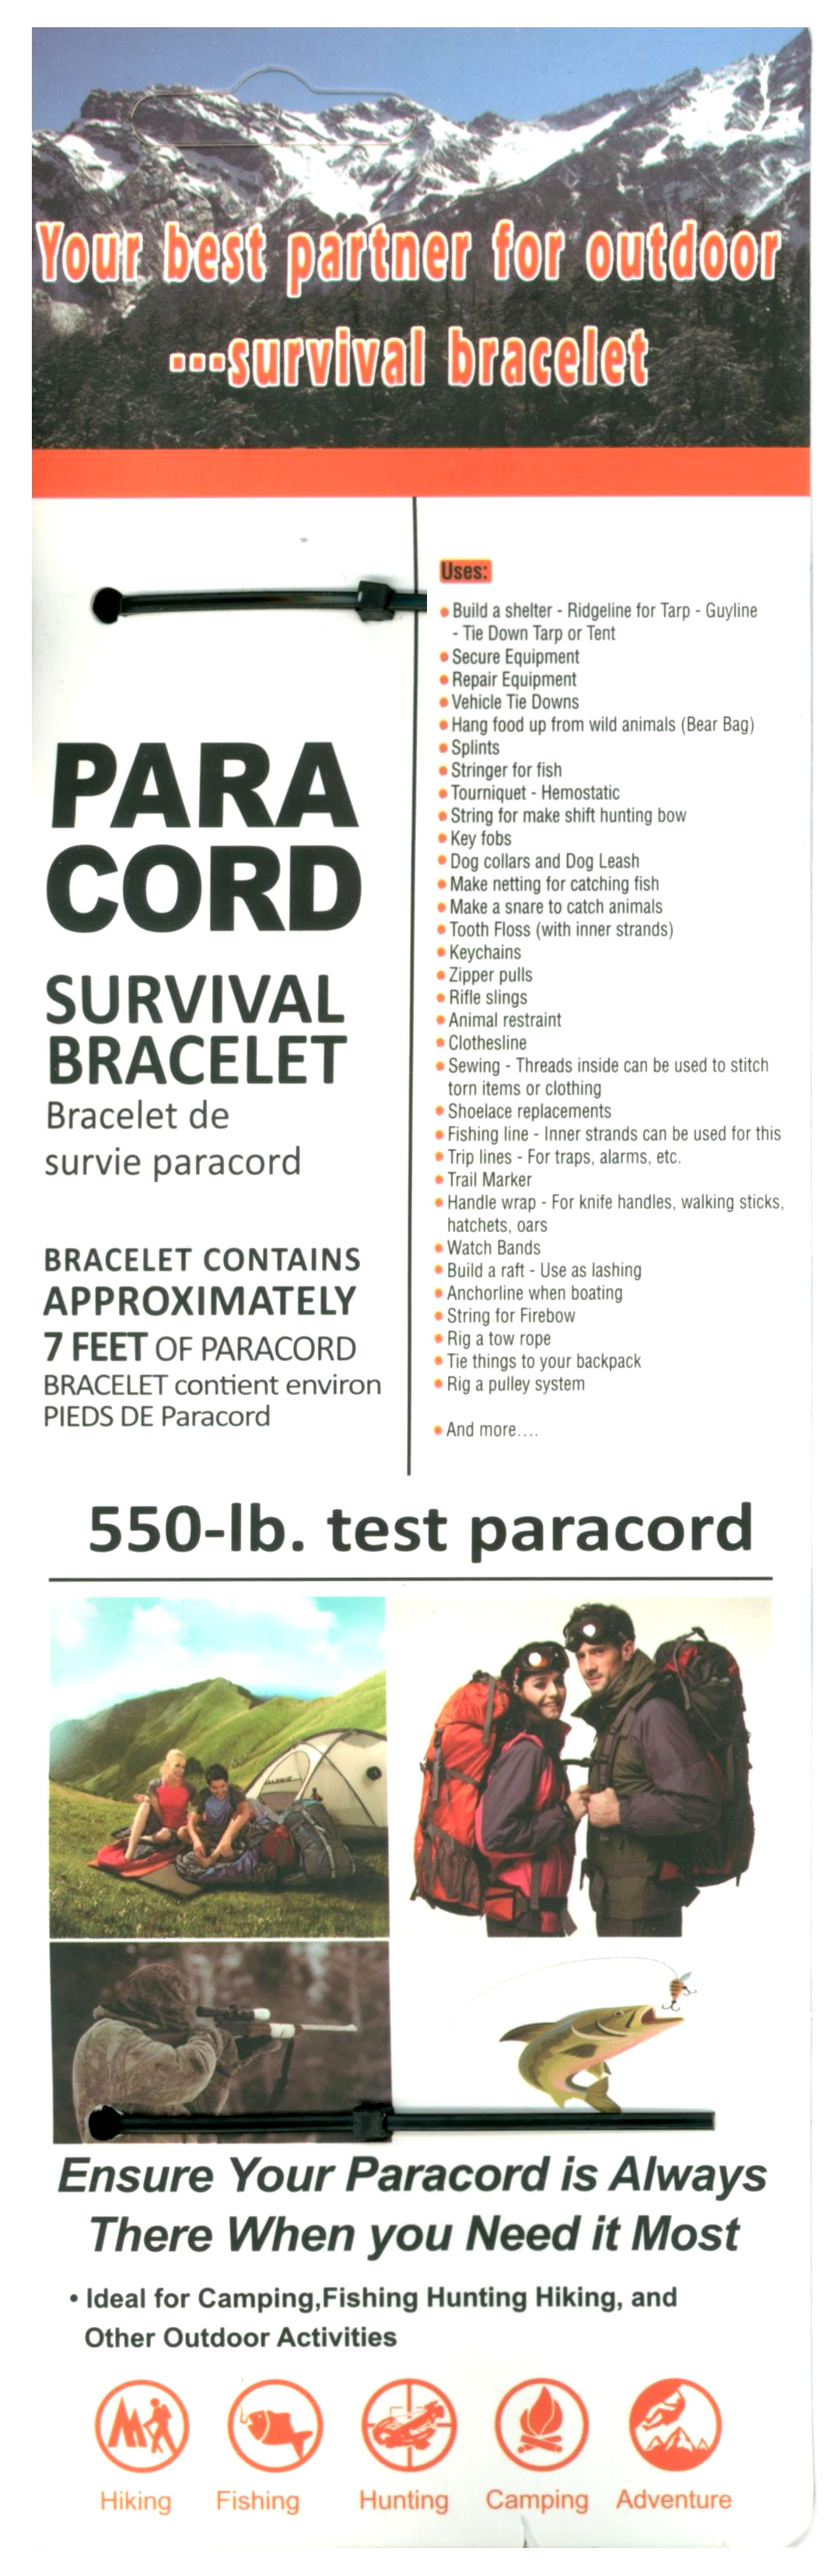 Your best partner for outdoor
---survival bracelet
PARA
CORD
SURVIVAL
BRACELET
Bracelet de
survie paracord
BRACELET CONTAINS
APPROXIMATELY
7 FEET OF PARACORD
BRACELET contient environ
PIEDS DE Paracord
Uses:
• Build a shelter - Ridgeline for Tarp - Guyline
- Tie Down Tarp or Tent
• Secure Equipment
• Repair Equipment
• Vehicle Tie Downs
• Hang food up from wild animals (Bear Bag)
• Splints
• Stringer for fish
• Tourniquet - Hemostatic
• String for make shift hunting bow
• Key fobs
• Dog collars and Dog Leash
• Make netting for catching fish
• Make a snare to catch animals
• Tooth Floss (with inner strands)
• Keychains
• Zipper pulls
• Rifle slings
• Animal restraint
• Clothesline
• Sewing - Threads inside can be used to stitch
torn items or clothing
• Shoelace replacements
• Fishing line - Inner strands can be used for this
• Trip lines - For traps, alarms, etc.
• Trail Marker
• Handle wrap - For knife handles, walking sticks,
hatchets, oars
• Watch Bands
• Build a raft - Use as lashing
• Anchorline when boating
• String for Firebow
• Rig a tow rope
• Tie things to your backpack
• Rig a pulley system
• And more....
550-lb. test paracord
Ensure Your Paracord is Always
There When you Need it Most
• Ideal for Camping,Fishing Hunting Hiking, and
Other Outdoor Activities
Hiking Fishing Hunting Camping Adventure